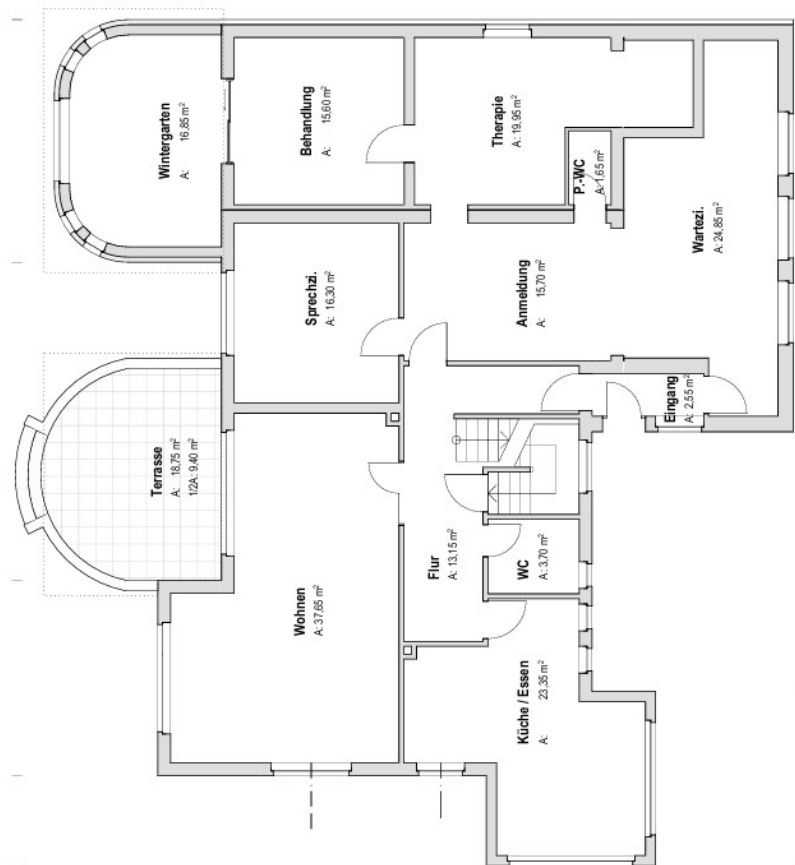 Wintergarten
A: 16,85 m²
Behandlung
A: 15,60 m²
Therapie
A: 19,95 m²
P.-WC
A: 1,65 m²
Wartezi.
A: 24,85 m²
Sprechzi.
A: 16,30 m²
Anmeldung
A: 15,70 m²
Eingang
A: 2,55 m²
Terrasse
A: 18,75 m²
1/2A: 9,40 m²
Wohnen
A: 37,65 m²
Flur
A: 13,15 m²
WC
A: 3,70 m²
Küche / Essen
A: 23,35 m²